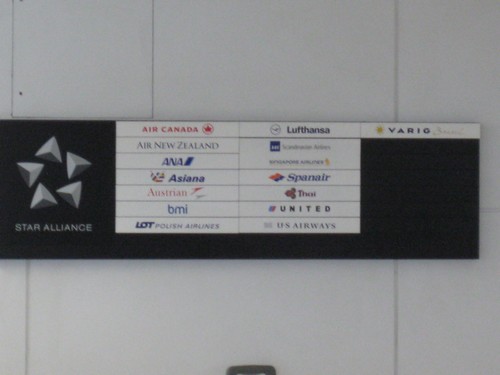 AIR CANADA
AIR NEW ZEALAND
ANA
Asiana
Austrian
bmi
LOT POLISH AIRLINES
Lufthansa
SAS Scandinavian Airlines
SINGAPORE AIRLINES
Spanair
Thai
UNITED
US AIRWAYS
VARIG
STAR ALLIANCE